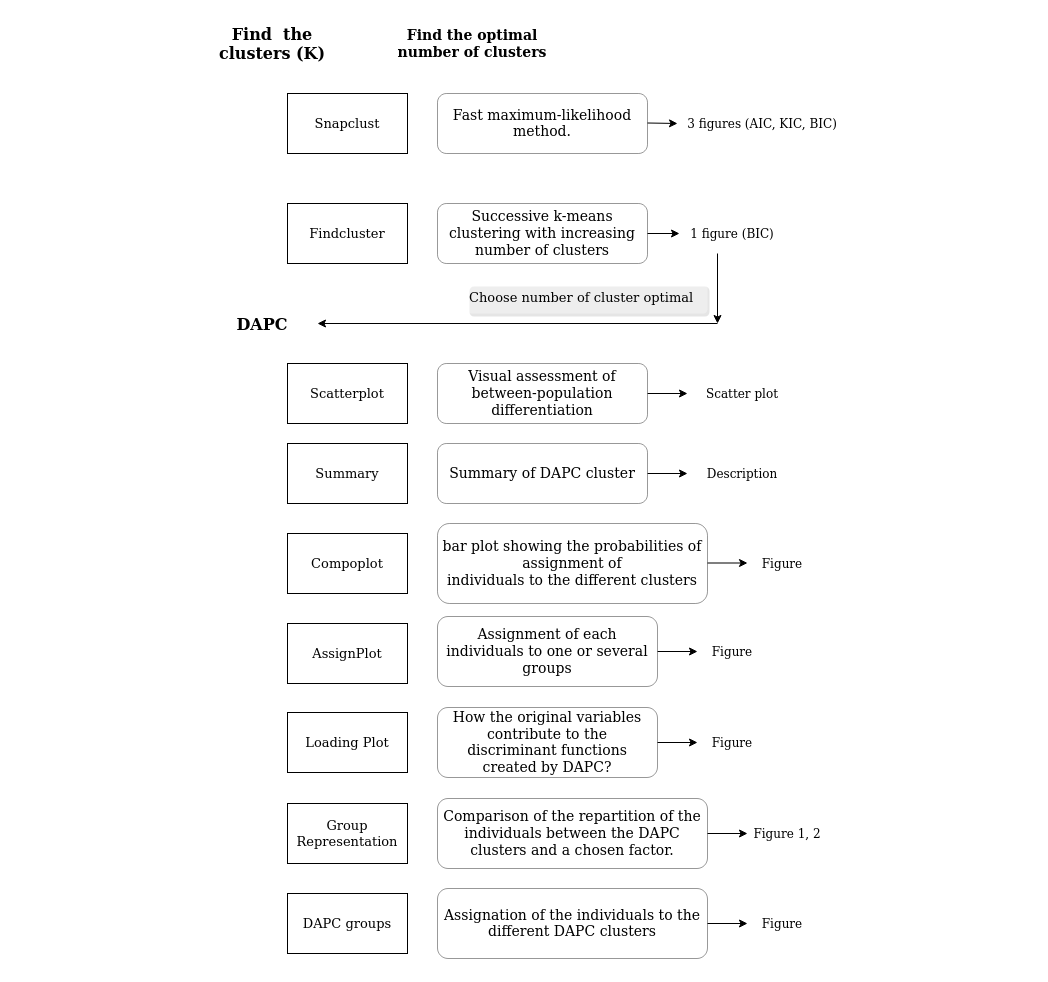 Find  the
clusters (K)
Find the optimal
number of clusters
Snapclust
Fast maximum-likelihood
method.
3 figures (AIC, KIC, BIC)
Findcluster
Successive k-means
clustering with increasing
number of clusters
1 figure (BIC)
Choose number of cluster optimal
DAPC
Scatterplot
Visual assessment of
between-population
differentiation
Scatter plot
Summary
Summary of DAPC cluster
Description
Compoplot
bar plot showing the probabilities of
assignment of
individuals to the different clusters
Figure
AssignPlot
Assignment of each
individuals to one or several
groups
Figure
Loading Plot
How the original variables
contribute to the
discriminant functions
created by DAPC?
Figure
Group
Representation
Comparison of the repartition of the
individuals between the DAPC
clusters and a chosen factor.
Figure 1, 2
DAPC groups
Assignation of the individuals to the
different DAPC clusters
Figure